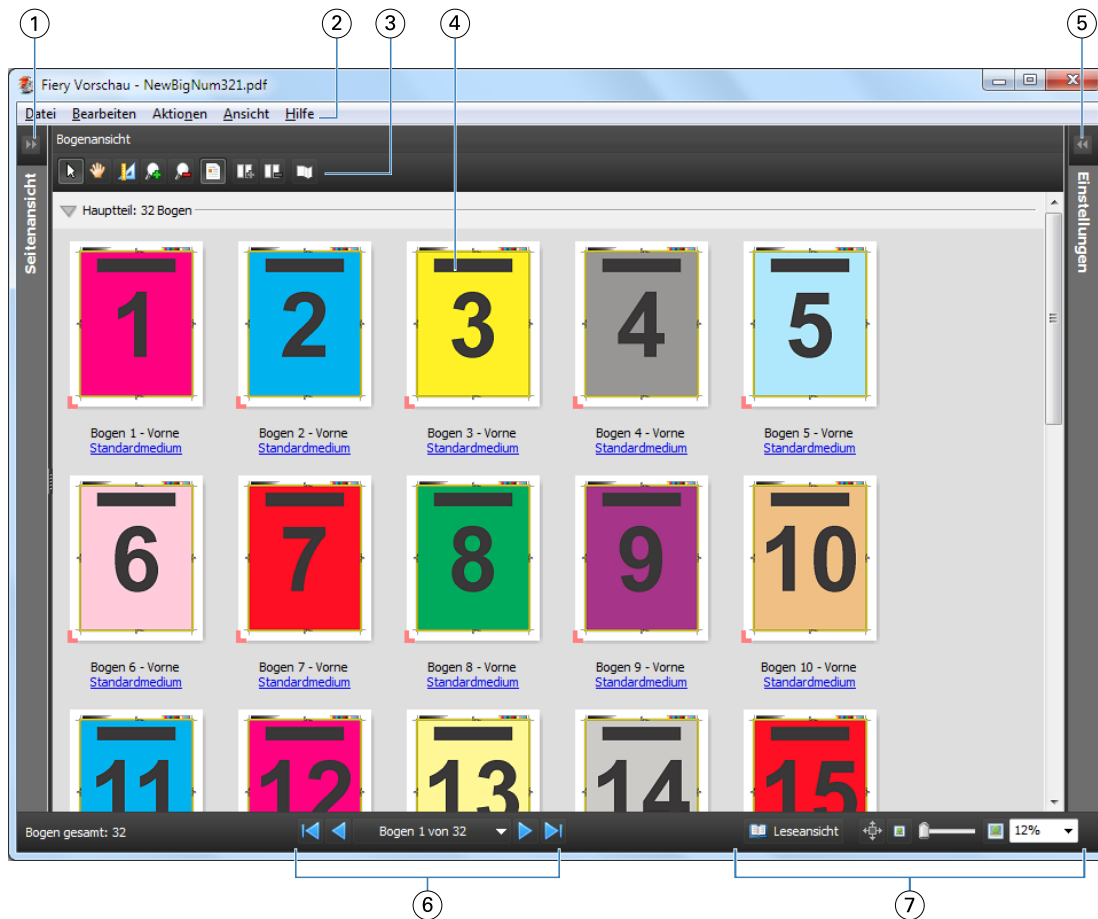 1 2 3 4 5
Fiery Vorschau - NewBigNum321.pdf
Datei Bearbeiten Aktionen Ansicht Hilfe
Bogenansicht
Seitenansicht
Einstellungen
Hauptteil: 32 Bogen
1 2 3 4 5
Bogen 1 - Vorne Bogen 2 - Vorne Bogen 3 - Vorne Bogen 4 - Vorne Bogen 5 - Vorne
Standardmedium Standardmedium Standardmedium Standardmedium Standardmedium
6 7 8 9 10
Bogen 6 - Vorne Bogen 7 - Vorne Bogen 8 - Vorne Bogen 9 - Vorne Bogen 10 - Vorne
Standardmedium Standardmedium Standardmedium Standardmedium Standardmedium
11 12 13 14 15
Bogen gesamt: 32 Bogen 1 von 32 Leseansicht 12%
6 7